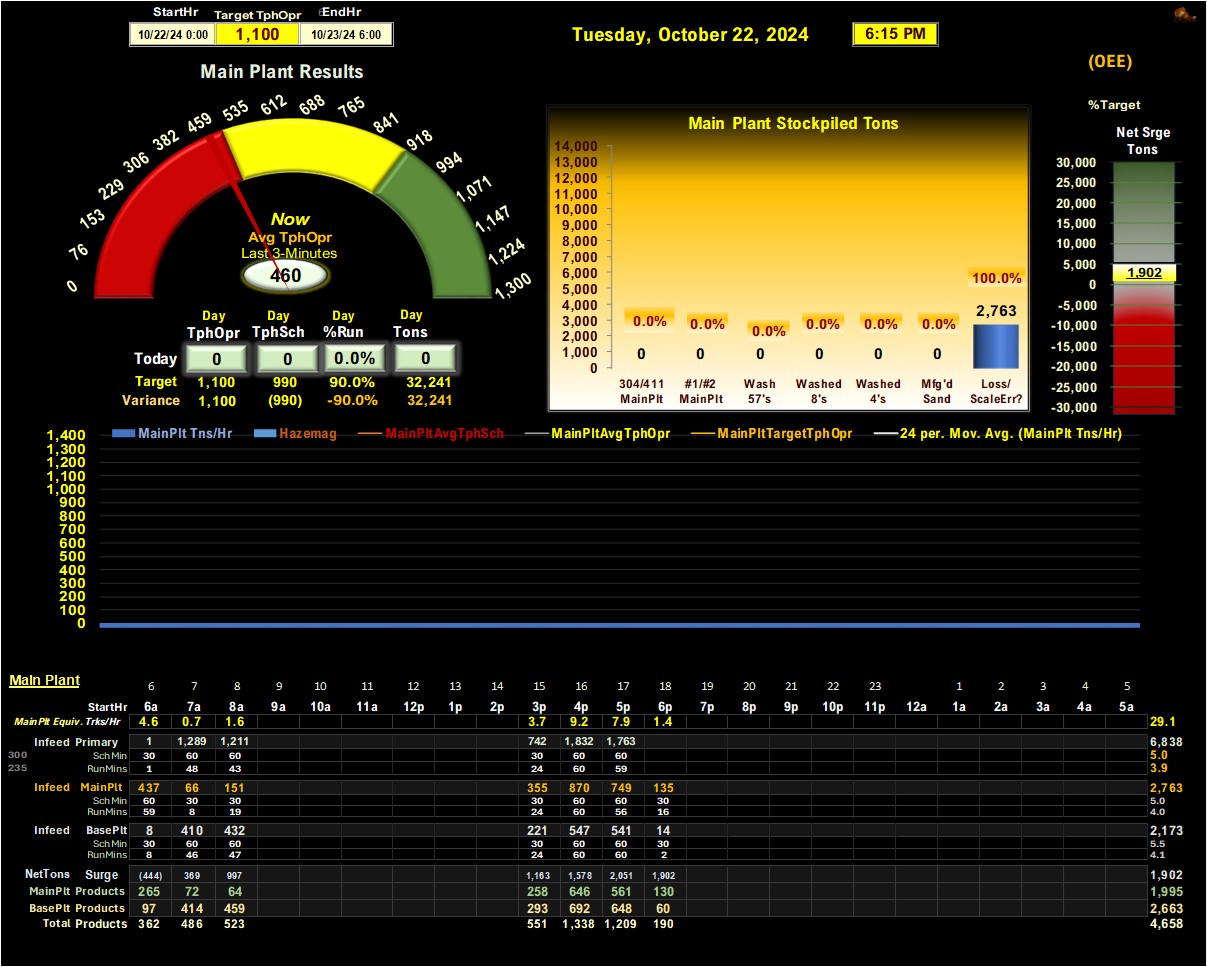 StartHr Target TphOpr EndHr
10/22/24 0:00 1,100 10/23/24 6:00
Tuesday, October 22, 2024 6:15 PM
(OEE)
Main Plant Results
%Target
Net Srge
Tons
0 76 153 229 306 382 459 535 612 688 765 841 918 994 1,071 1,147 1,224 1,300
Now
Avg TphOpr
Last 3-Minutes
460
Day Day Day Day
TphOpr TphSch %Run Tons
Today 0 0 0.0% 0
Target 1,100 990 90.0% 32,241
Variance 1,100 (990) -90.0% 32,241
Main Plant Stockpiled Tons
14,000
13,000
12,000
11,000
10,000
9,000
8,000
7,000
6,000
5,000
4,000
3,000
2,000
1,000
0
0.0% 0.0% 0.0% 0.0% 0.0% 0.0% 100.0%
0 0 0 0 0 0 2,763
304/411 #1/#2 Wash Washed Washed Mfg'd Loss/
MainPlt MainPlt 57's 8's 4's Sand ScaleErr?
30,000
25,000
20,000
15,000
10,000
5,000
1,902
0
-5,000
-10,000
-15,000
-20,000
-25,000
-30,000
MainPlt Tns/Hr Hazemag MainPltAvgTphSch MainPltAvgTphOpr MainPltTargetTphOpr 24 per. Mov. Avg. (MainPlt Tns/Hr)
1,400
1,300
1,200
1,100
1,000
900
800
700
600
500
400
300
200
100
0
Main Plant 6 7 8 9 10 11 12 13 14 15 16 17 18 19 20 21 22 23 1 2 3 4 5
StartHr 6a 7a 8a 9a 10a 11a 12p 1p 2p 3p 4p 5p 6p 7p 8p 9p 10p 11p 12a 1a 2a 3a 4a 5a
MainPlt Equiv. Trks/Hr 4.6 0.7 1.6 3.7 9.2 7.9 1.4 29.1
Infeed Primary 1 1,289 1,211 742 1,832 1,763 6,838
300 SchMin 30 60 60 30 60 60 5.0
235 RunMins 1 48 43 24 60 59 3.9
Infeed MainPlt 437 66 151 355 870 749 135 2,763
SchMin 60 30 30 30 60 60 30 5.0
RunMins 59 8 19 24 60 56 16 4.0
Infeed BasePlt 8 410 432 221 547 541 14 2,173
SchMin 30 60 60 30 60 60 30 5.5
RunMins 8 46 47 24 60 60 2 4.1
NetTons Surge (444) 369 997 1,163 1,578 2,051 1,902 1,902
MainPlt Products 265 72 64 258 646 561 130 1,995
BasePlt Products 97 414 459 293 692 648 60 2,663
Total Products 362 486 523 551 1,338 1,209 190 4,658